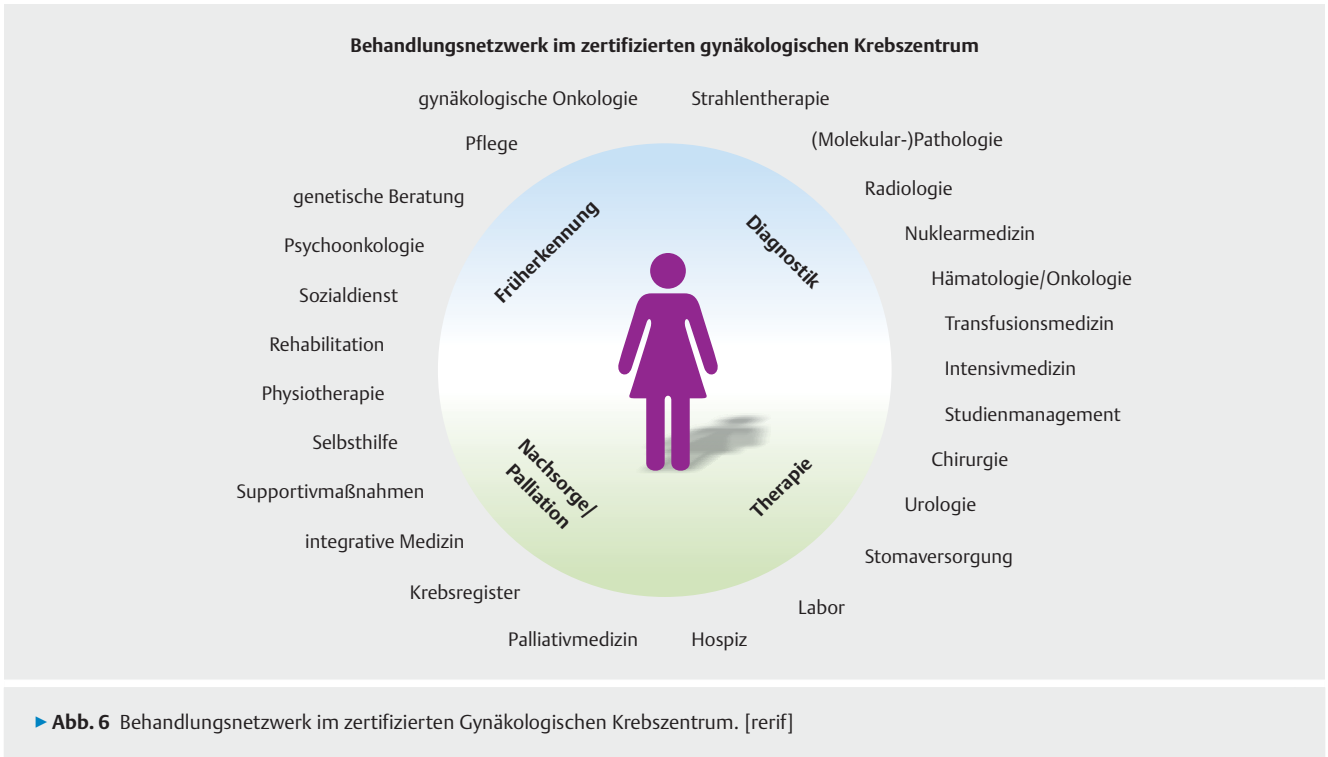 Behandlungsnetzwerk im zertifizierten gynäkologischen Krebszentrum
gynäkologische Onkologie
Strahlentherapie
Pflege
(Molekular-)Pathologie
genetische Beratung
Radiologie
Psychoonkologie
Nuklearmedizin
Sozialdienst
Hämatologie/Onkologie
Rehabilitation
Transfusionsmedizin
Physiotherapie
Intensivmedizin
Selbsthilfe
Studienmanagement
Supportivmaßnahmen
Chirurgie
integrative Medizin
Urologie
Krebsregister
Stomaversorgung
Palliativmedizin
Labor
Hospiz
Früherkennung
Diagnostik
Nachsorge/
Palliation
Therapie
▶ Abb. 6 Behandlungsnetzwerk im zertifizierten Gynäkologischen Krebszentrum. [rerif]